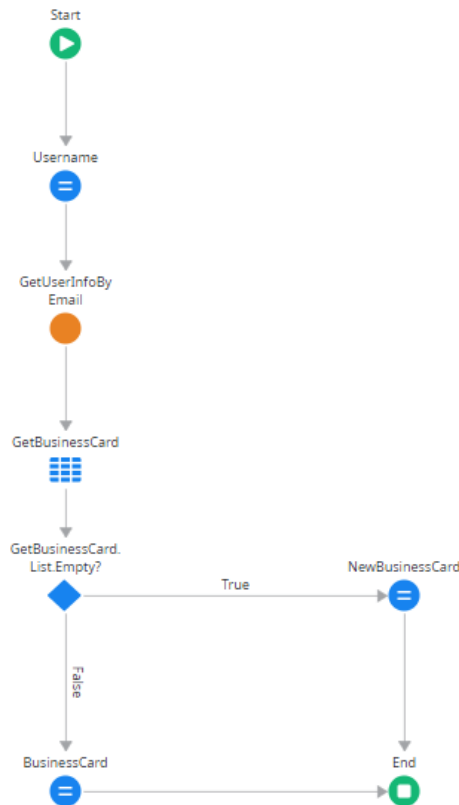 Start
Username
GetUserInfoBy
Email
GetBusinessCard
GetBusinessCard.
List.Empty?
True
NewBusinessCard
False
BusinessCard
End